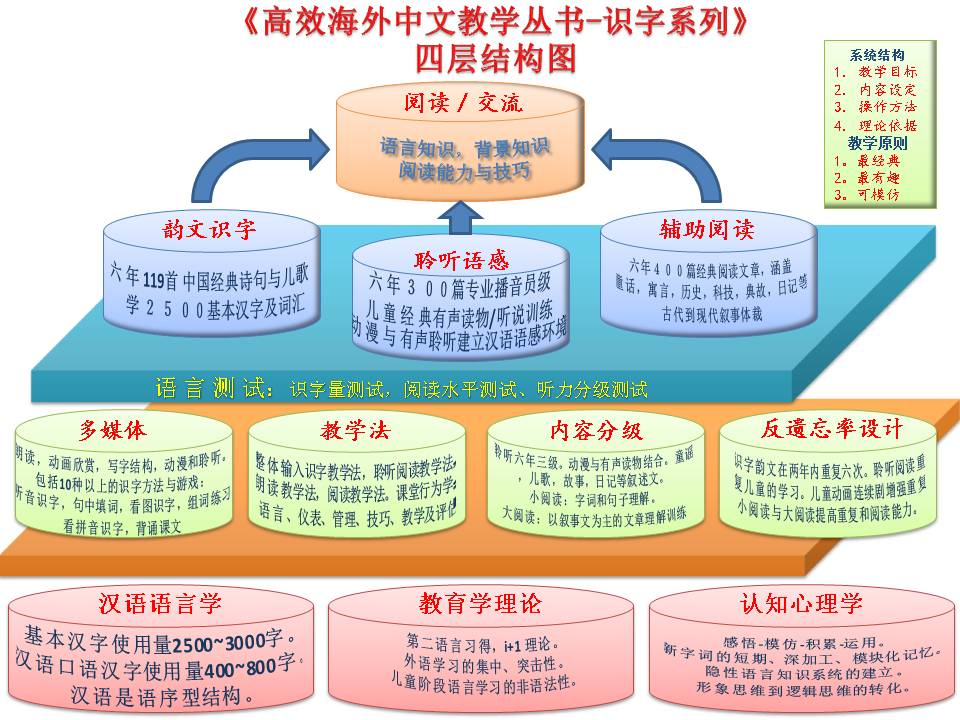 《高效海外中文教学丛书-识字系列》
四层结构图
系统结构
1. 教学目标
2. 内容设定
3. 操作方法
4. 理论依据
教学原则
1。最经典
2。最有趣
3。可模仿
阅读 / 交流
语言知识，背景知识
阅读能力与技巧
韵文识字
六年119首中国经典诗句与儿歌
学２５００基本汉字及词汇
聆听语感
六年３００篇专业播音员级
儿童经典有声读物/听说训练
动漫与有声聆听建立汉语语感环境
辅助阅读
六年４００篇经典阅读文章，涵盖
童话，寓言，历史，科技，典故，日记等
古代到现代叙事体裁
语言测试：识字量测试，阅读水平测试、听力分级测试
多媒体
朗读，动画欣赏，写字结构，动漫和聆听。
包括10种以上的识字方法与游戏：
听音识字，句中填词，看图识字，组词练习
看拼音识字，背诵课文
教学法
整体输入识字教学法，聆听阅读教学法，
朗读教学法，阅读教学法。课堂行为学：
语言、仪表、管理、技巧、教学及评估
内容分级
聆听六年三级。动漫与有声读物结合。童谣
，儿歌，故事，日记等叙述文。
小阅读：字词和句子理解。
大阅读：以叙事文为主的文章理解训练
反遗忘率设计
识字韵文在两年内重复六次。聆听阅读重
复儿童的学习。儿童动画连续剧增强重复
小阅读与大阅读提高重复和阅读能力。
汉语语言学
基本汉字使用量2500~3000字。
汉语口语汉字使用量400~800字。
汉语是语序型结构。
教育学理论
第二语言习得，i+1 理论。
外语学习的集中、突击性。
儿童阶段语言学习的非语法性。
认知心理学
感悟-模仿-积累-运用。
新字词的短期、深加工、模块化记忆。
隐性语言知识系统的建立。
形象思维到逻辑思维的转化。